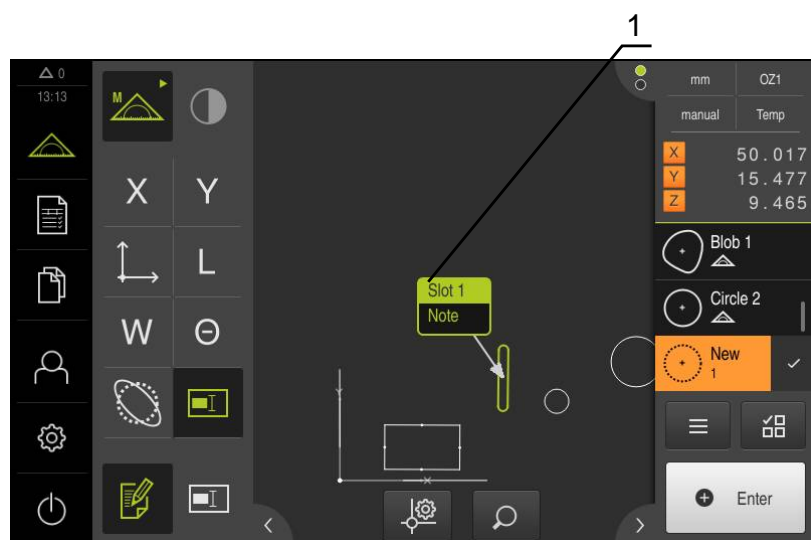 1
0
13:13
M
X
Y
L
W
Θ
Slot 1
Note
Y
X
mm
OZ1
manual
Temp
X 50.017
Y 15.477
Z 9.465
Blob 1
Circle 2
New
1
Enter